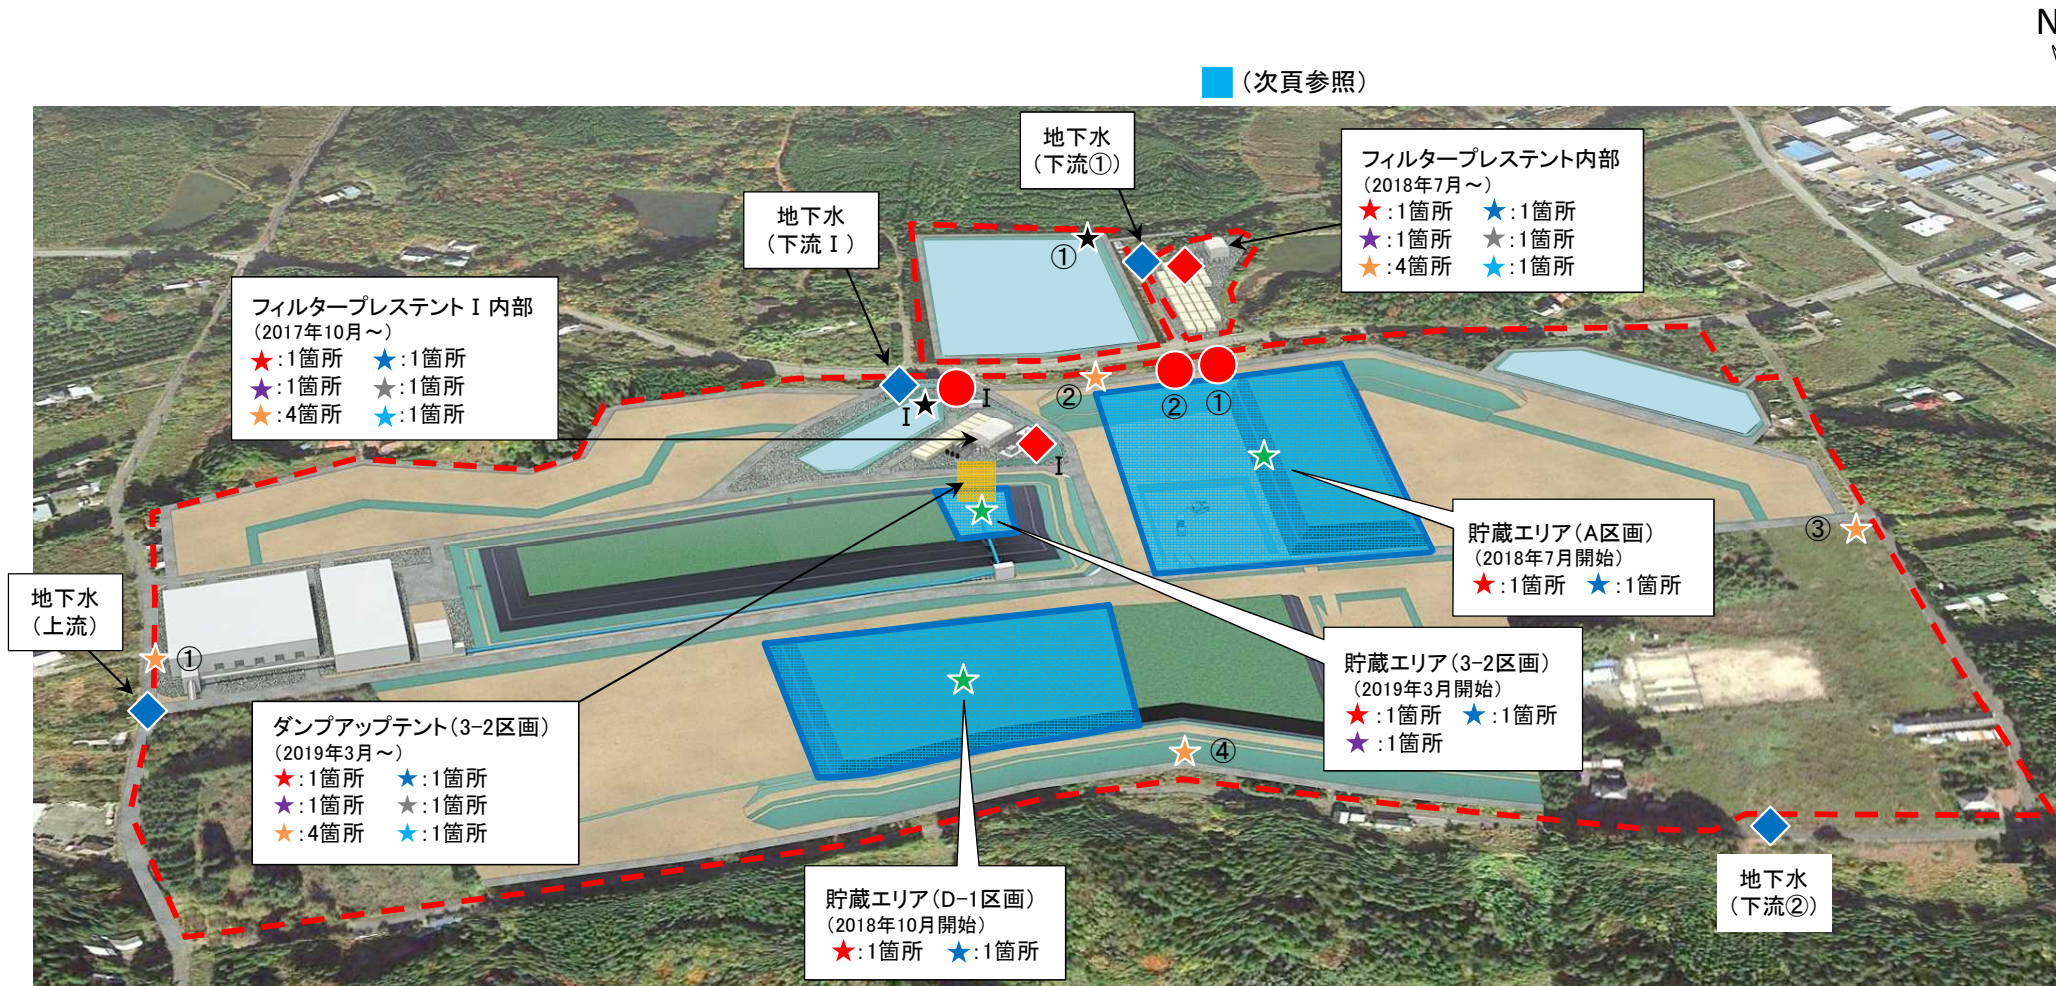 N
(次頁参照)
地下水
(下流①)
フィルタープレステント内部
(2018年7月～)
★:1箇所 ★:1箇所
★:1箇所 ★:1箇所
★:4箇所 ★:1箇所
地下水
(下流Ⅰ)
フィルタープレステントⅠ内部
(2017年10月～)
★:1箇所 ★:1箇所
★:1箇所 ★:1箇所
★:4箇所 ★:1箇所
①
②
②
①
Ⅰ
Ⅰ
Ⅰ
③
貯蔵エリア(A区画)
(2018年7月開始)
★:1箇所 ★:1箇所
地下水
(上流)
①
貯蔵エリア(3-2区画)
(2019年3月開始)
★:1箇所 ★:1箇所
★:1箇所
ダンプアップテント(3-2区画)
(2019年3月～)
★:1箇所 ★:1箇所
★:1箇所 ★:1箇所
★:4箇所 ★:1箇所
④
貯蔵エリア(D-1区画)
(2018年10月開始)
★:1箇所 ★:1箇所
地下水
(下流②)